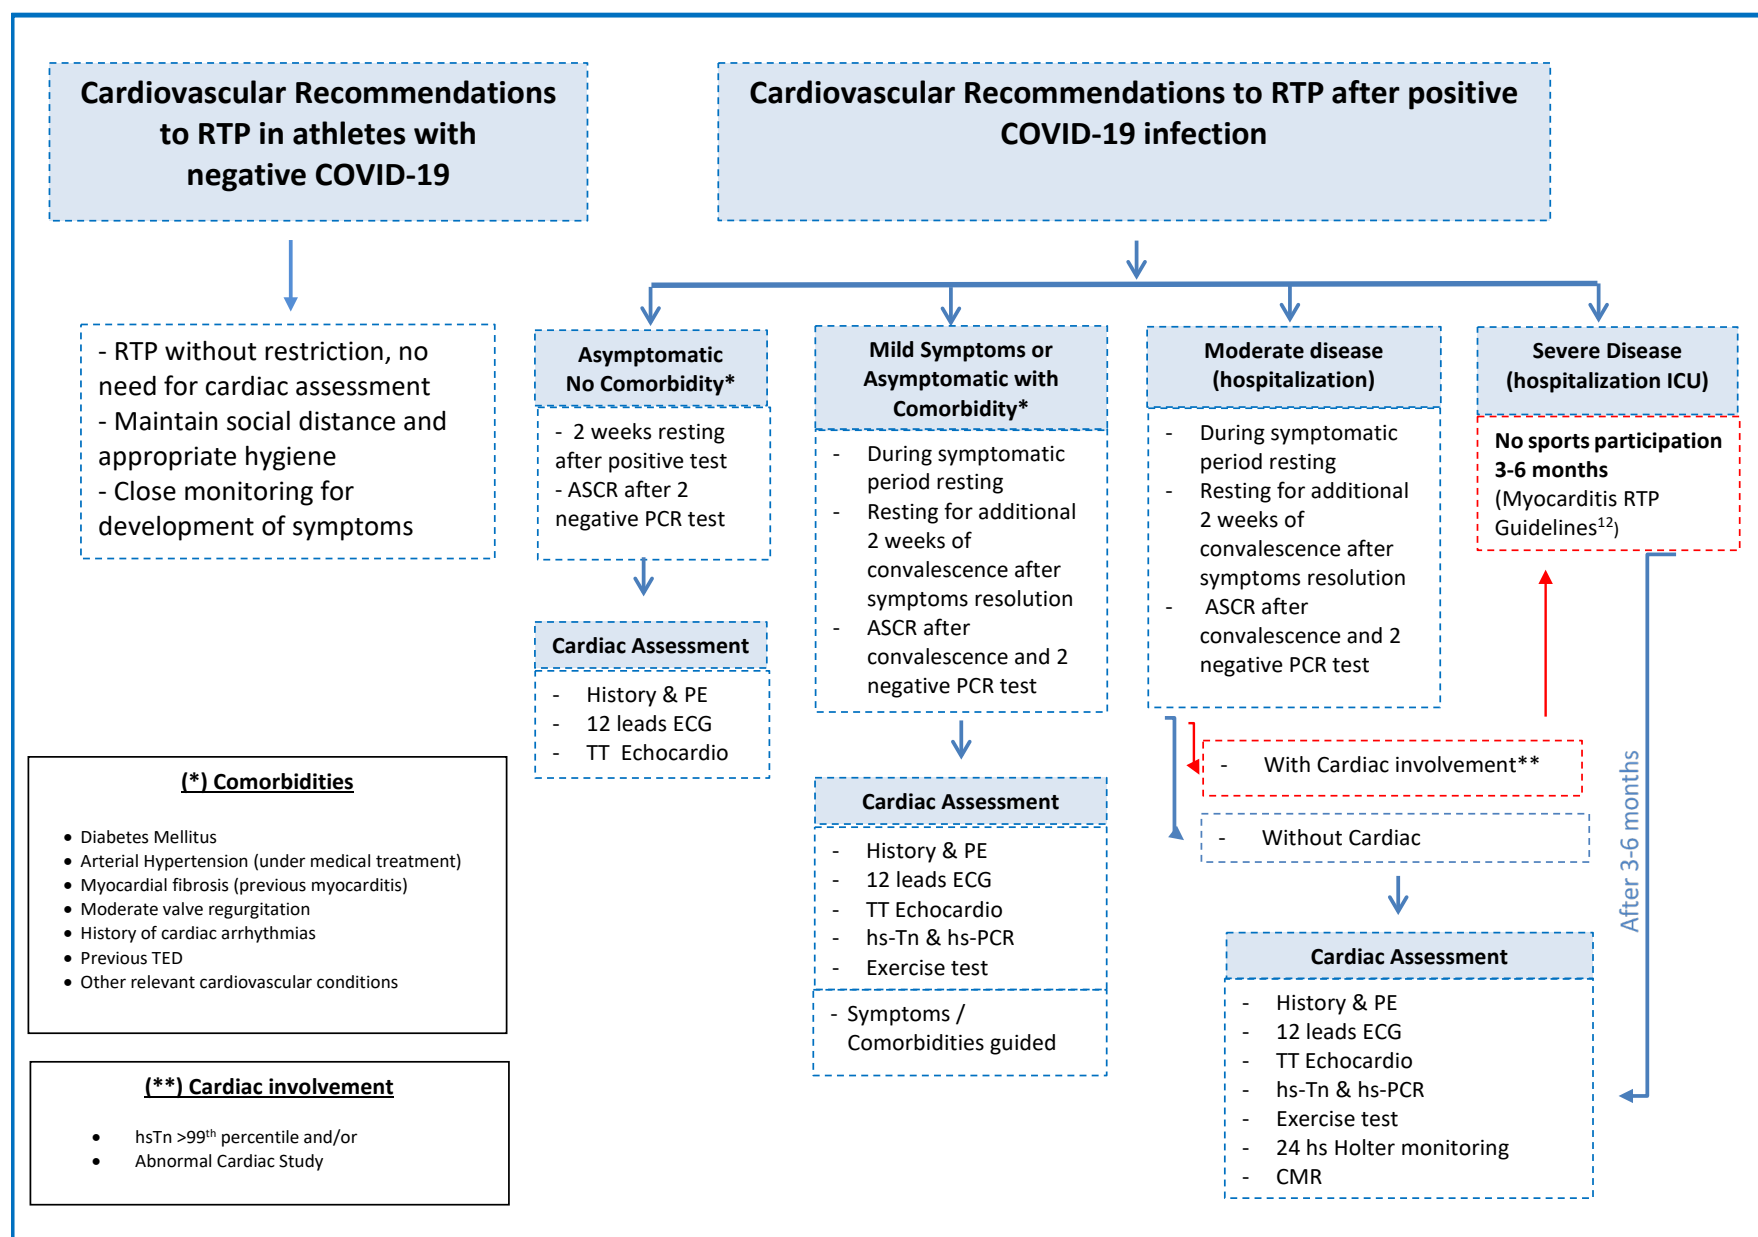 Cardiovascular Recommendations
to RTP in athletes with
negative COVID-19
Cardiovascular Recommendations to RTP after positive
COVID-19 infection
- RTP without restriction, no
need for cardiac assessment
- Maintain social distance and
appropriate hygiene
- Close monitoring for
development of symptoms
Asymptomatic
No Comorbidity*
- 2 weeks resting
after positive test
- ASCR after 2
negative PCR test
Cardiac Assessment
- History & PE
- 12 leads ECG
- TT Echocardio
Mild Symptoms or
Asymptomatic with
Comorbidity*
- During symptomatic
period resting
- Resting for additional
2 weeks of
convalescence after
symptoms resolution
- ASCR after
convalescence and 2
negative PCR test
Cardiac Assessment
- History & PE
- 12 leads ECG
- TT Echocardio
- hs-Tn & hs-PCR
- Exercise test
- Symptoms /
Comorbidities guided
Moderate disease
(hospitalization)
- During symptomatic
period resting
- Resting for additional
2 weeks of
convalescence after
symptoms resolution
- ASCR after
convalescence and 2
negative PCR test
- With Cardiac involvement**
- Without Cardiac
Severe Disease
(hospitalization ICU)
No sports participation
3-6 months
(Myocarditis RTP
Guidelines12)
After 3-6 months
Cardiac Assessment
- History & PE
- 12 leads ECG
- TT Echocardio
- hs-Tn & hs-PCR
- Exercise test
- 24 hs Holter monitoring
- CMR
(*) Comorbidities
• Diabetes Mellitus
• Arterial Hypertension (under medical treatment)
• Myocardial fibrosis (previous myocarditis)
• Moderate valve regurgitation
• History of cardiac arrhythmias
• Previous TED
• Other relevant cardiovascular conditions
(**) Cardiac involvement
• hsTn >99th percentile and/or
• Abnormal Cardiac Study